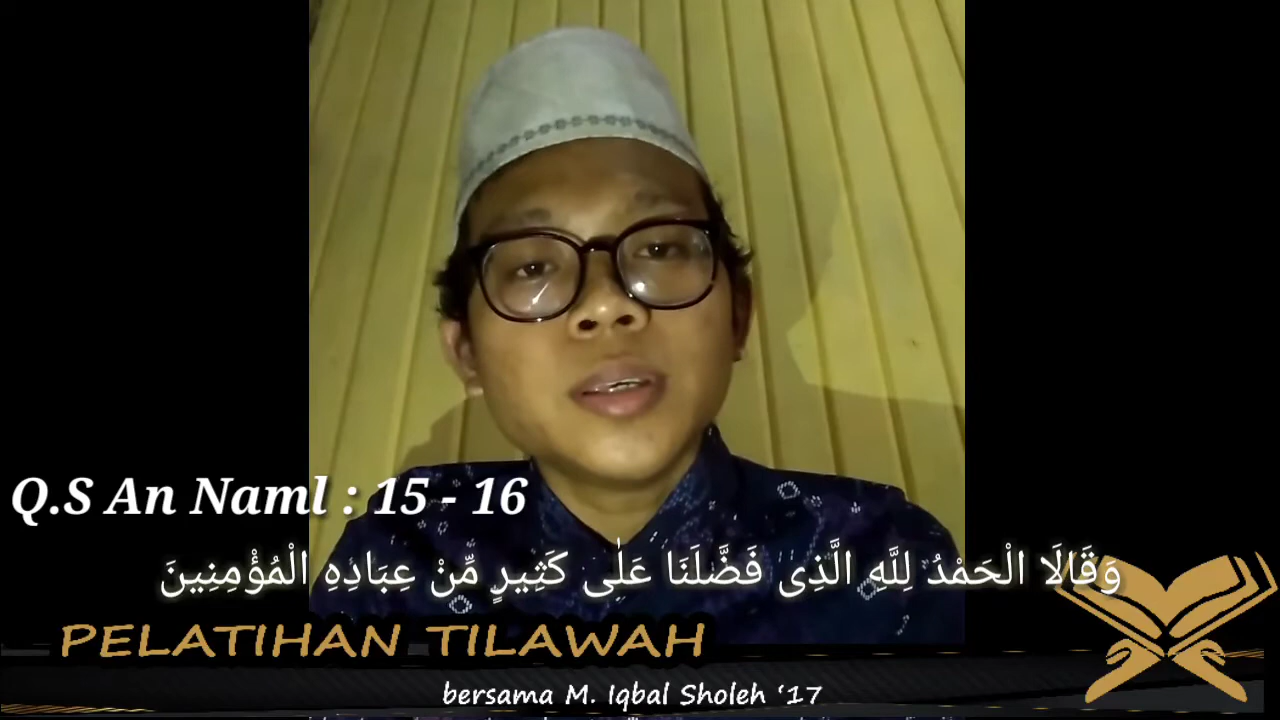 Q.S An Naml : 15 - 16
وَقَالَا الْحَمْدُ لِلَّهِ الَّذِى فَضَّلَنَا عَلٰى كَثِيرٍ مِّنْ عِبَادِهِ الْمُؤْمِنِينَ
PELATIHAN TILAWAH
bersama M. Iqbal Sholeh ‘17